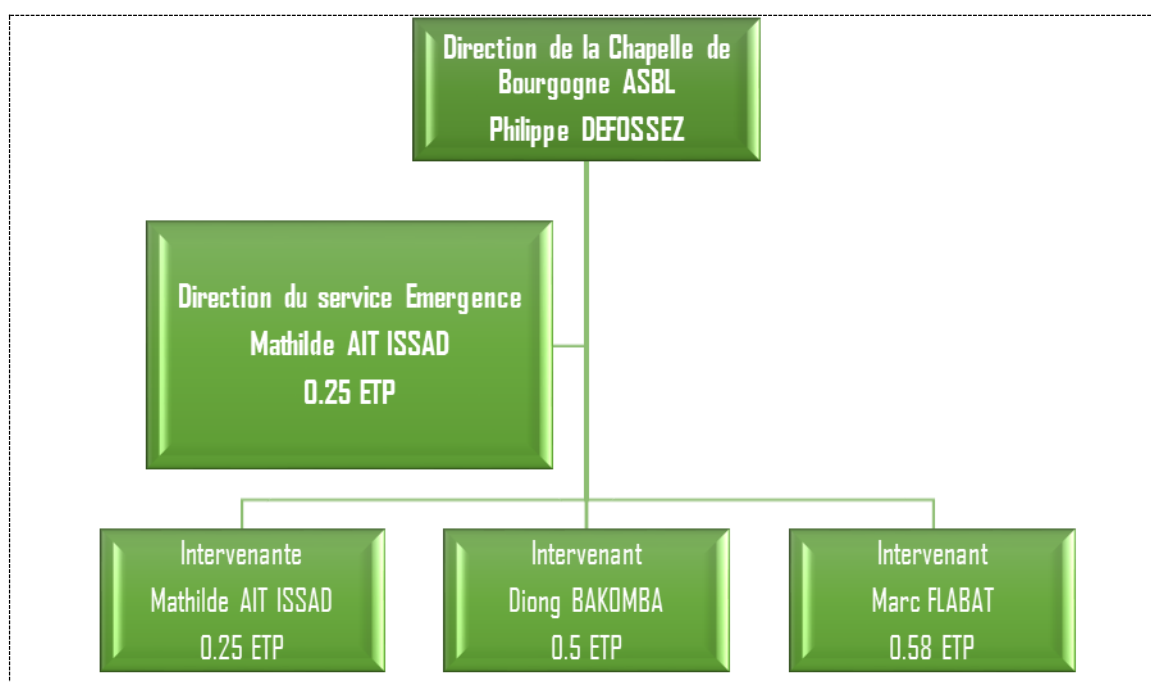 Direction de la Chapelle de
Bourgogne ASBL
Philippe DEFOSSEZ
Direction du service Emergence
Mathilde AIT ISSAD
0.25 ETP
Intervenante
Mathilde AIT ISSAD
0.25 ETP
Intervenant
Diong BAKOMBA
0.5 ETP
Intervenant
Marc FLABAT
0.58 ETP